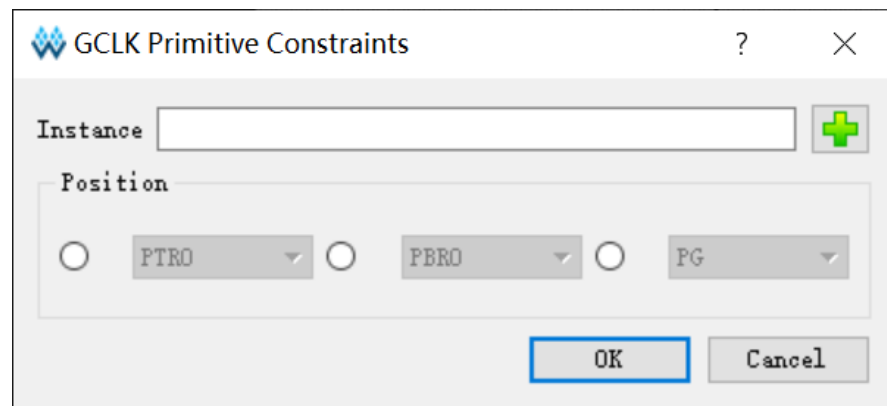 GCLK Primitive Constraints ? ×
Instance
Position
PTR0 PBR0 PG
OK Cancel